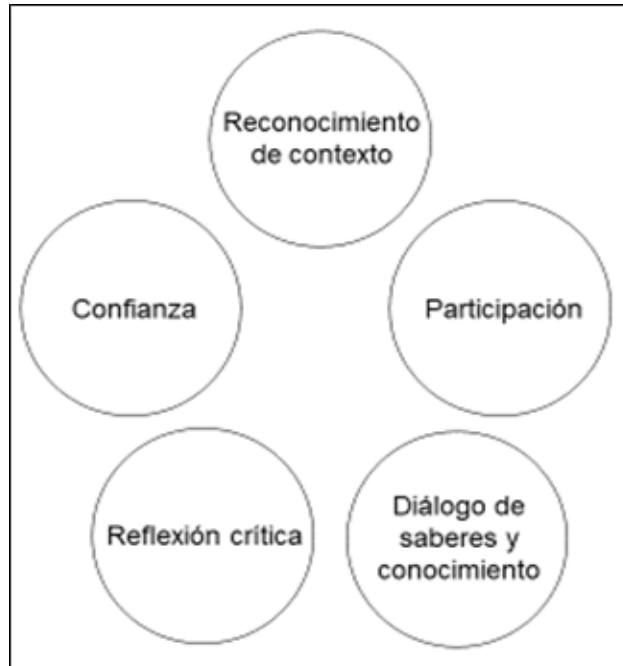 Reconocimiento
de contexto
Confianza
Participación
Reflexión crítica
Diálogo de
saberes y
conocimiento